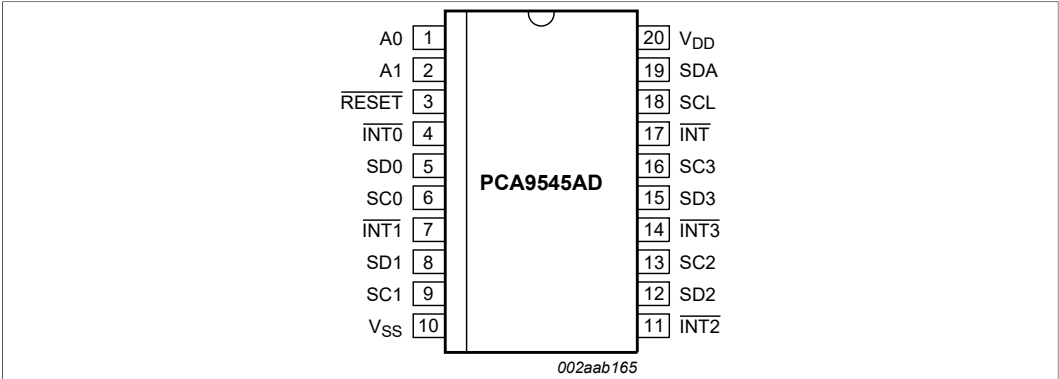 A0 1
A1 2
RESET 3
INT0 4
SD0 5
SC0 6
INT1 7
SD1 8
SC1 9
VSS 10
PCA9545AD
20 VDD
19 SDA
18 SCL
17 INT
16 SC3
15 SD3
14 INT3
13 SC2
12 SD2
11 INT2
002aab165